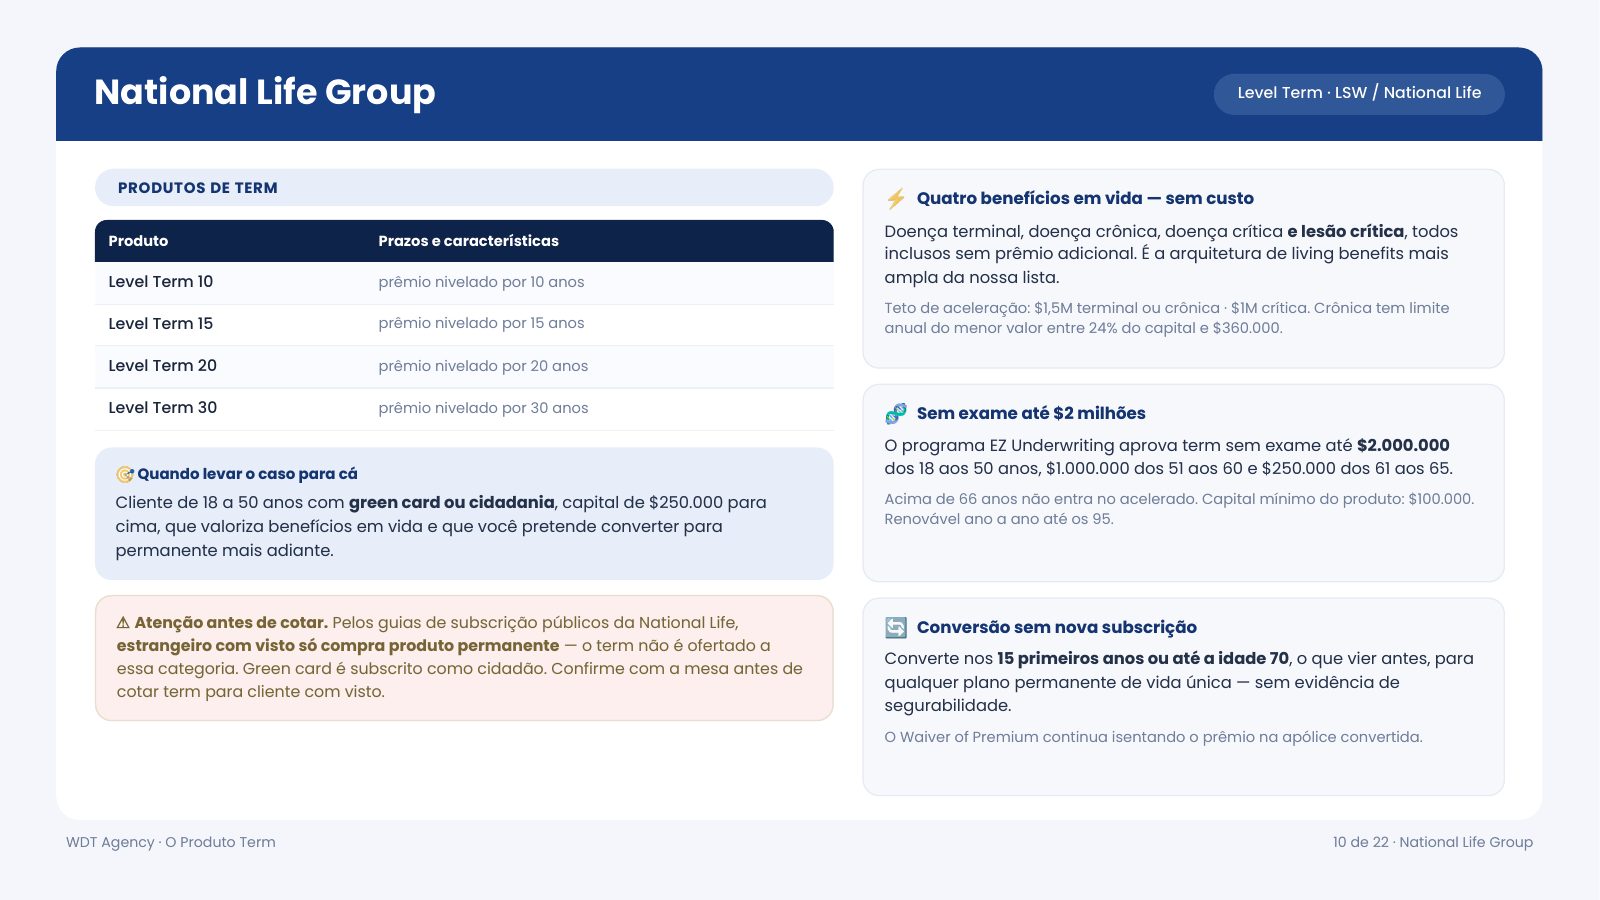 National Life Group
Level Term · LSW / National Life
PRODUTOS DE TERM
Produto Prazos e características
Level Term 10 prêmio nivelado por 10 anos
Level Term 15 prêmio nivelado por 15 anos
Level Term 20 prêmio nivelado por 20 anos
Level Term 30 prêmio nivelado por 30 anos
🎯 Quando levar o caso para cá
Cliente de 18 a 50 anos com green card ou cidadania, capital de $250.000 para
cima, que valoriza benefícios em vida e que você pretende converter para
permanente mais adiante.
⚠ Atenção antes de cotar. Pelos guias de subscrição públicos da National Life,
estrangeiro com visto só compra produto permanente — o term não é ofertado a
essa categoria. Green card é subscrito como cidadão. Confirme com a mesa antes de
cotar term para cliente com visto.
⚡ Quatro benefícios em vida — sem custo
Doença terminal, doença crônica, doença crítica e lesão crítica, todos
inclusos sem prêmio adicional. É a arquitetura de living benefits mais
ampla da nossa lista.
Teto de aceleração: $1,5M terminal ou crônica · $1M crítica. Crônica tem limite
anual do menor valor entre 24% do capital e $360.000.
🧬 Sem exame até $2 milhões
O programa EZ Underwriting aprova term sem exame até $2.000.000
dos 18 aos 50 anos, $1.000.000 dos 51 aos 60 e $250.000 dos 61 aos 65.
Acima de 66 anos não entra no acelerado. Capital mínimo do produto: $100.000.
Renovável ano a ano até os 95.
🔄 Conversão sem nova subscrição
Converte nos 15 primeiros anos ou até a idade 70, o que vier antes, para
qualquer plano permanente de vida única — sem evidência de
segurabilidade.
O Waiver of Premium continua isentando o prêmio na apólice convertida.
WDT Agency · O Produto Term
10 de 22 · National Life Group